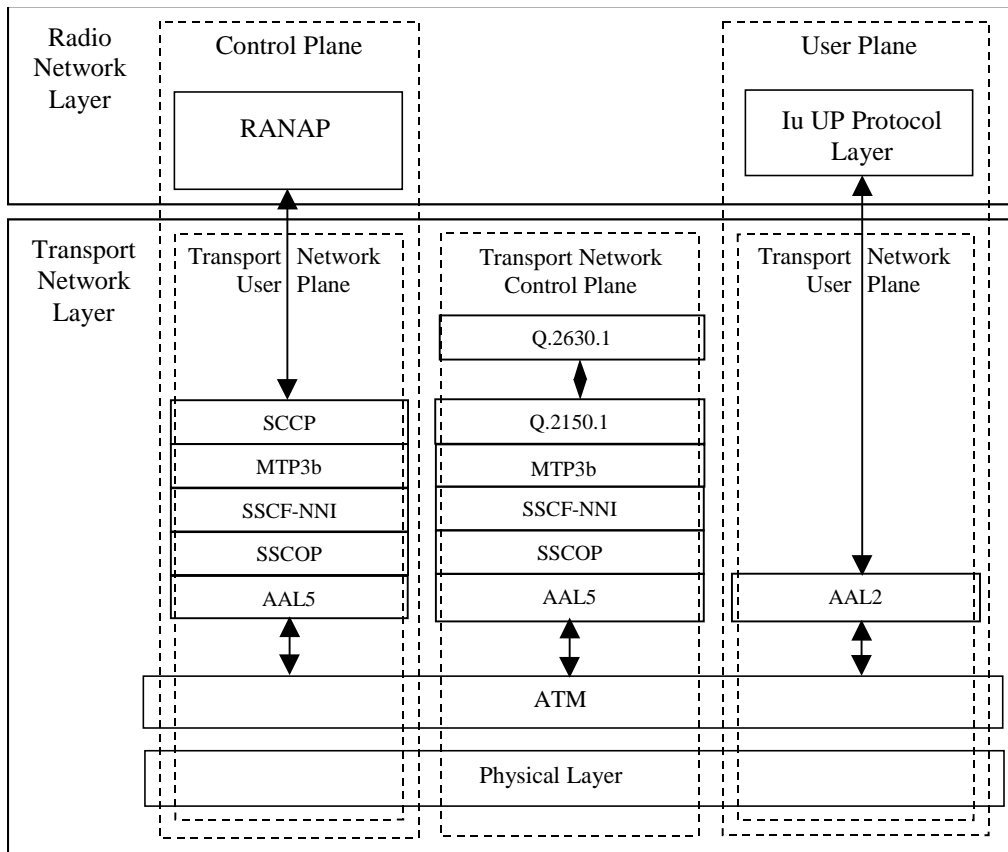 Radio
Network
Layer
Control Plane
RANAP
User Plane
Iu UP Protocol
Layer
Transport
Network
Layer
Transport Network
User Plane
Transport Network
Control Plane
Transport Network
User Plane
Q.2630.1
SCCP
MTP3b
SSCF-NNI
SSCOP
AAL5
Q.2150.1
MTP3b
SSCF-NNI
SSCOP
AAL5
AAL2
ATM
Physical Layer